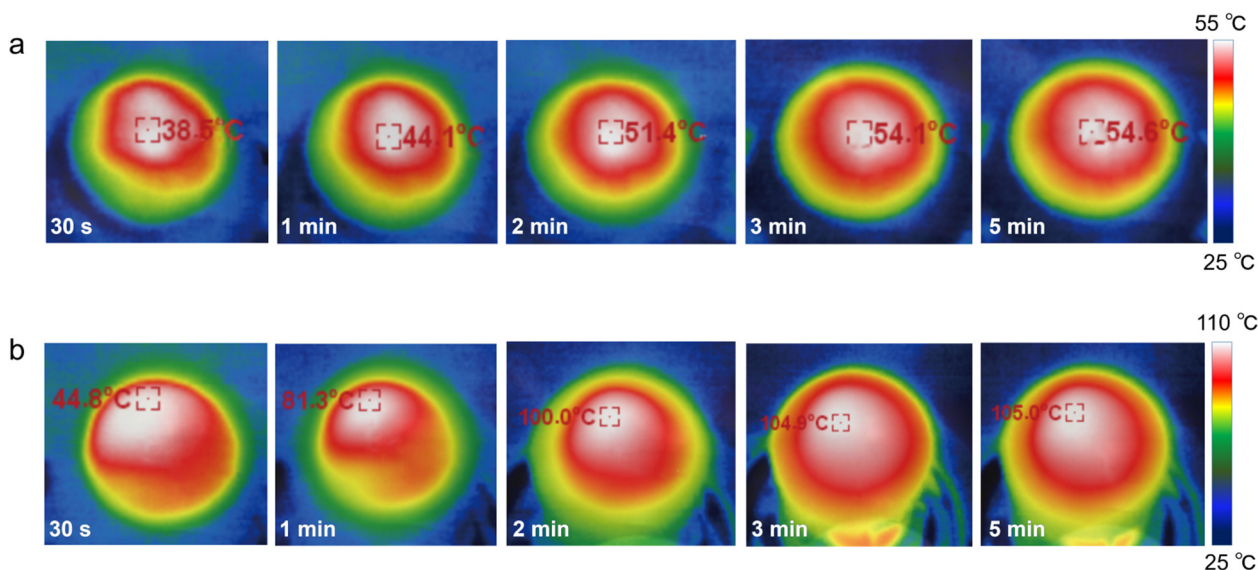 55 °C
a
38.5°C
44.1°C
51.4°C
54.1°C
54.6°C
30 s
1 min
2 min
3 min
5 min
25 °C
110 °C
b
44.8°C
81.3°C
100.0°C
104.9°C
105.0°C
30 s
1 min
2 min
3 min
5 min
25 °C